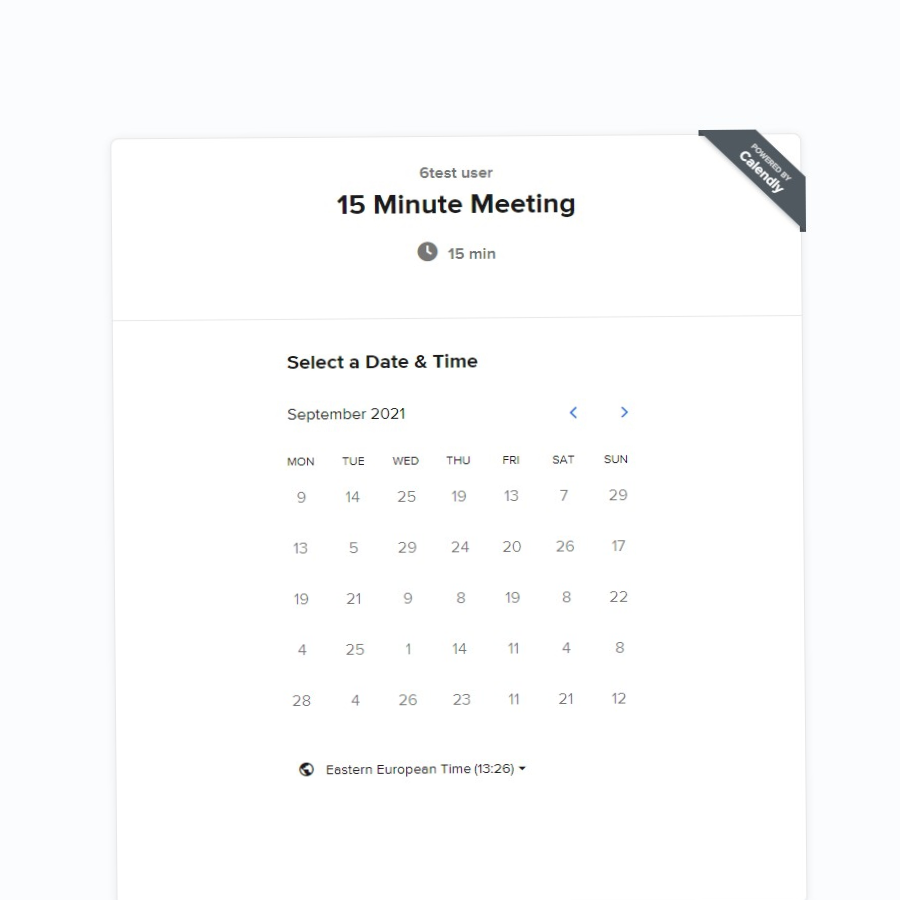 POWERED BY
Calendly
6test user
15 Minute Meeting
15 min
Select a Date & Time
September 2021
MON TUE WED THU FRI SAT SUN
9 14 25 19 13 7 29
13 5 29 24 20 26 17
19 21 9 8 19 8 22
4 25 1 14 11 4 8
28 4 26 23 11 21 12
Eastern European Time (13:26)